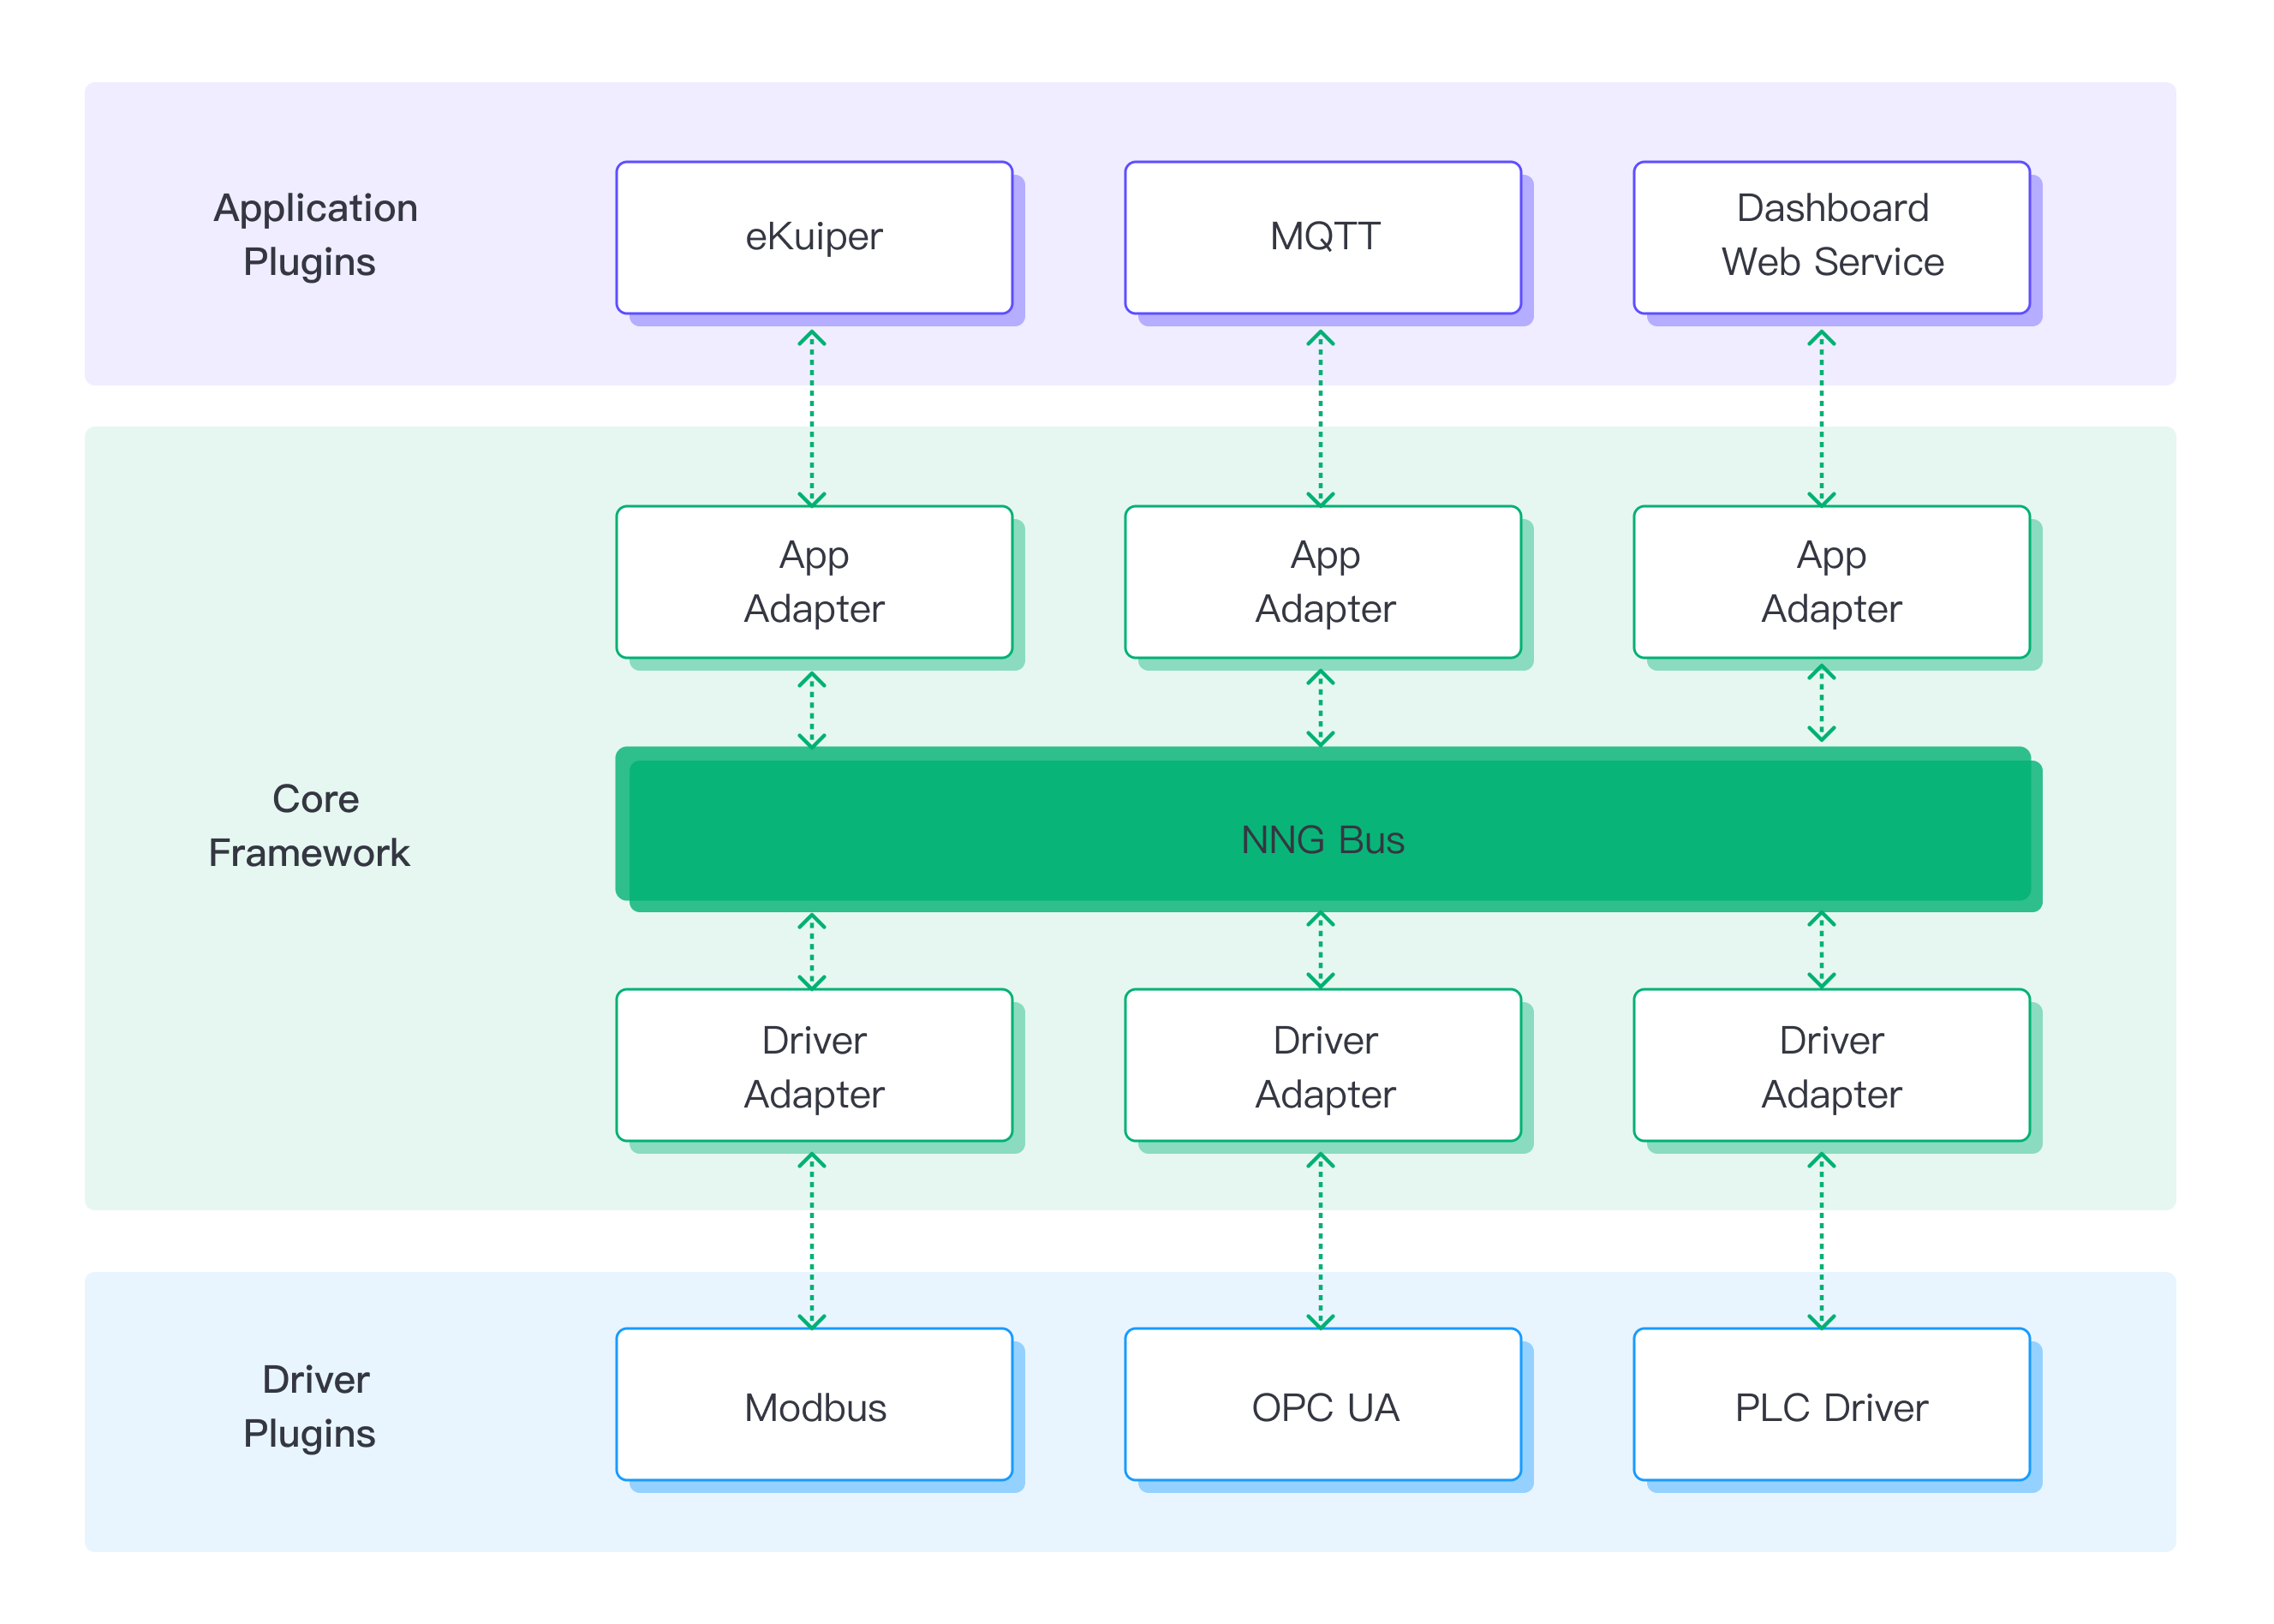 Application
Plugins
eKuiper
MQTT
Dashboard
Web Service
App
Adapter
App
Adapter
App
Adapter
Core
Framework
NNG Bus
Driver
Adapter
Driver
Adapter
Driver
Adapter
Driver
Plugins
Modbus
OPC UA
PLC Driver